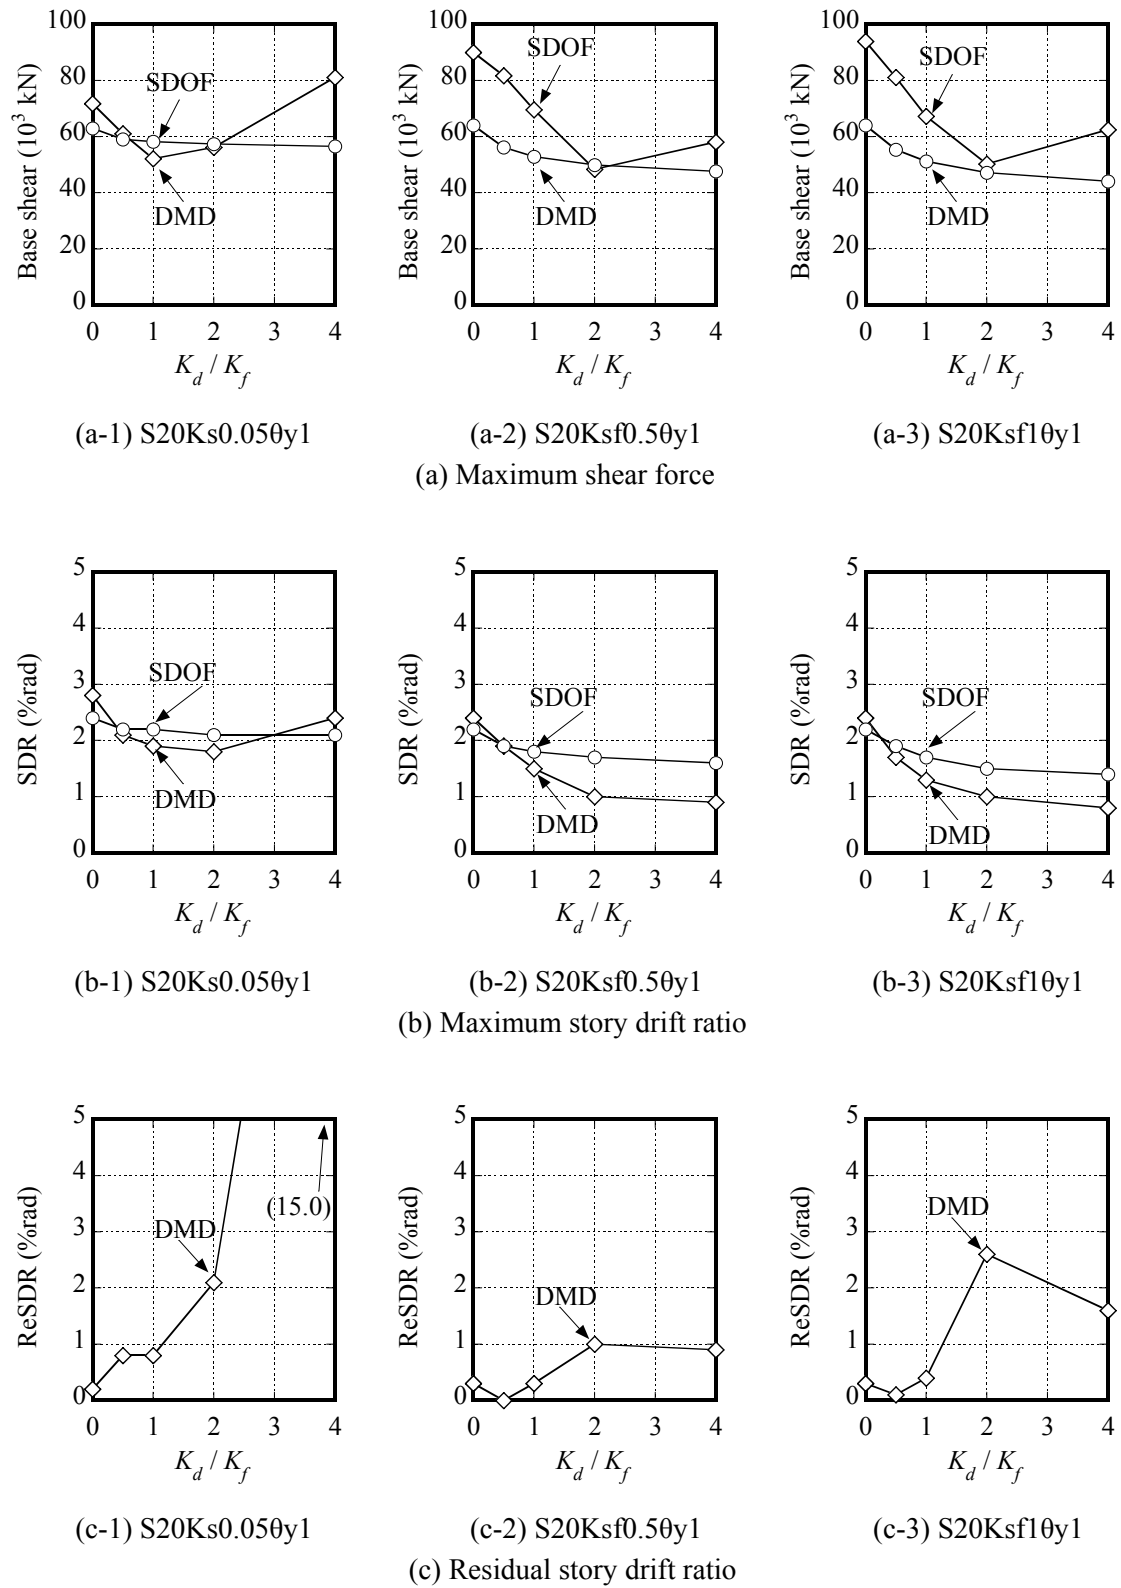 Base shear (10³ kN)
100
80
60
40
20
0
SDOF
DMD
0 1 2 3 4
K_d / K_f
(a-1) S20Ks0.05θy1
Base shear (10³ kN)
100
80
60
40
20
0
SDOF
DMD
0 1 2 3 4
K_d / K_f
(a-2) S20Ksf0.5θy1
Base shear (10³ kN)
100
80
60
40
20
0
SDOF
DMD
0 1 2 3 4
K_d / K_f
(a-3) S20Ksf1θy1
(a) Maximum shear force
SDR (%rad)
5
4
3
2
1
0
SDOF
DMD
0 1 2 3 4
K_d / K_f
(b-1) S20Ks0.05θy1
SDR (%rad)
5
4
3
2
1
0
SDOF
DMD
0 1 2 3 4
K_d / K_f
(b-2) S20Ksf0.5θy1
SDR (%rad)
5
4
3
2
1
0
SDOF
DMD
0 1 2 3 4
K_d / K_f
(b-3) S20Ksf1θy1
(b) Maximum story drift ratio
ReSDR (%rad)
5
4
3
2
1
0
(15.0)
DMD
0 1 2 3 4
K_d / K_f
(c-1) S20Ks0.05θy1
ReSDR (%rad)
5
4
3
2
1
0
DMD
0 1 2 3 4
K_d / K_f
(c-2) S20Ksf0.5θy1
ReSDR (%rad)
5
4
3
2
1
0
DMD
0 1 2 3 4
K_d / K_f
(c-3) S20Ksf1θy1
(c) Residual story drift ratio